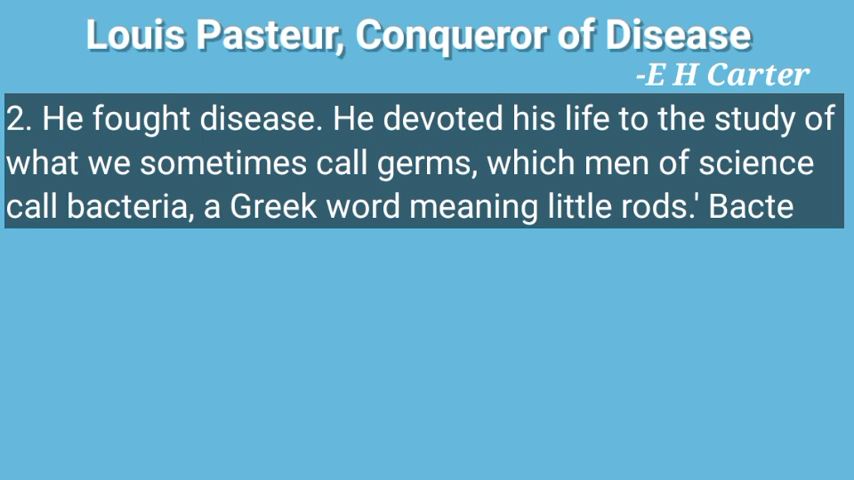 Louis Pasteur, Conqueror of Disease
-E H Carter
2. He fought disease. He devoted his life to the study of
what we sometimes call germs, which men of science
call bacteria, a Greek word meaning little rods.' Bacte